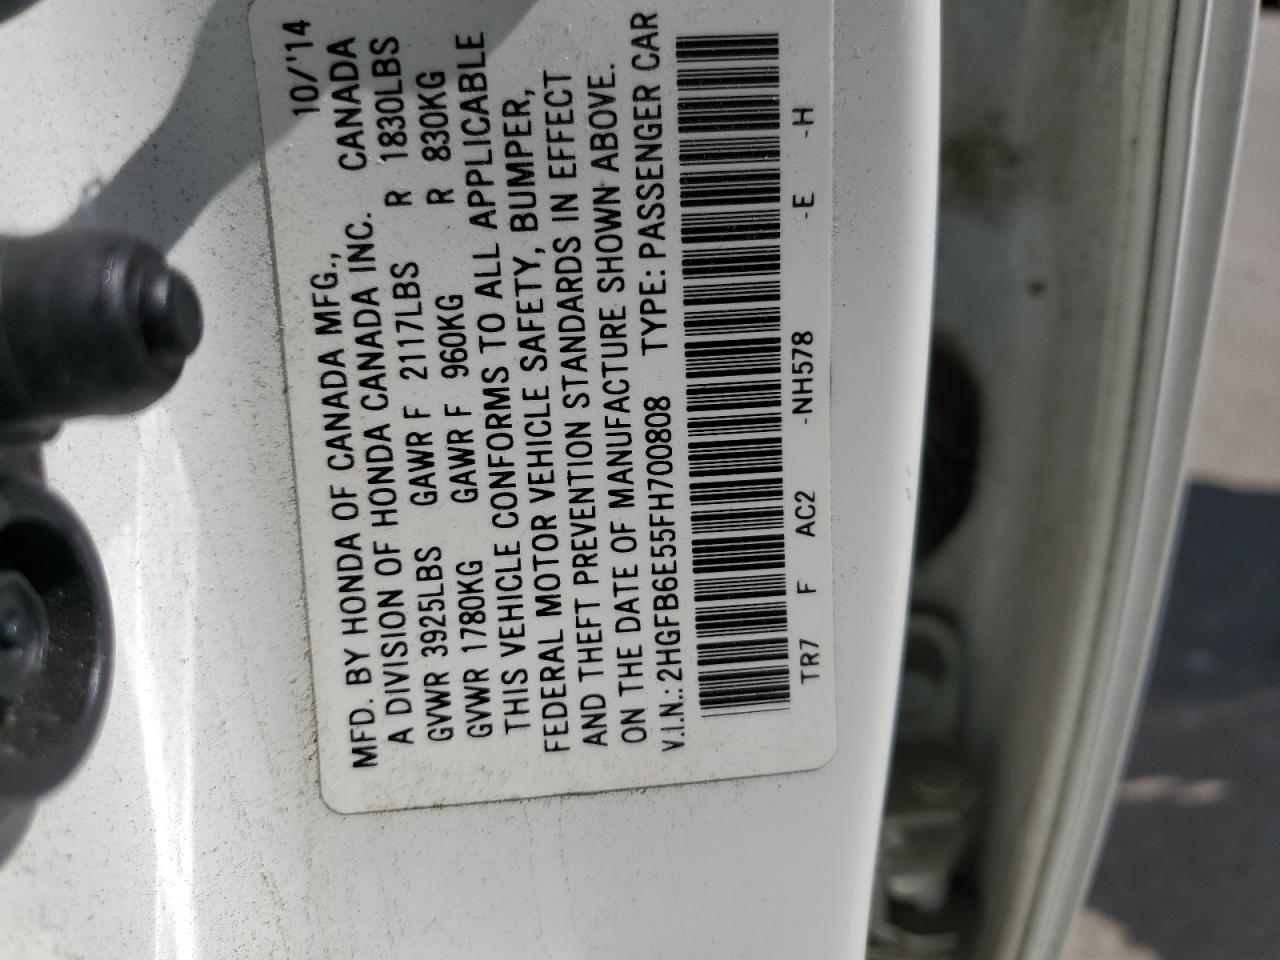 10/'14
MFD. BY HONDA OF CANADA MFG.,
A DIVISION OF HONDA CANADA INC. CANADA
GVWR 3925LBS GAWR F 2117LBS R 1830LBS
GVWR 1780KG GAWR F 960KG R 830KG
THIS VEHICLE CONFORMS TO ALL APPLICABLE
FEDERAL MOTOR VEHICLE SAFETY, BUMPER,
AND THEFT PREVENTION STANDARDS IN EFFECT
ON THE DATE OF MANUFACTURE SHOWN ABOVE.
V.I.N.: 2HGFB6E55FH700808 TYPE: PASSENGER CAR
TR7 F AC2 -NH578 -E -H